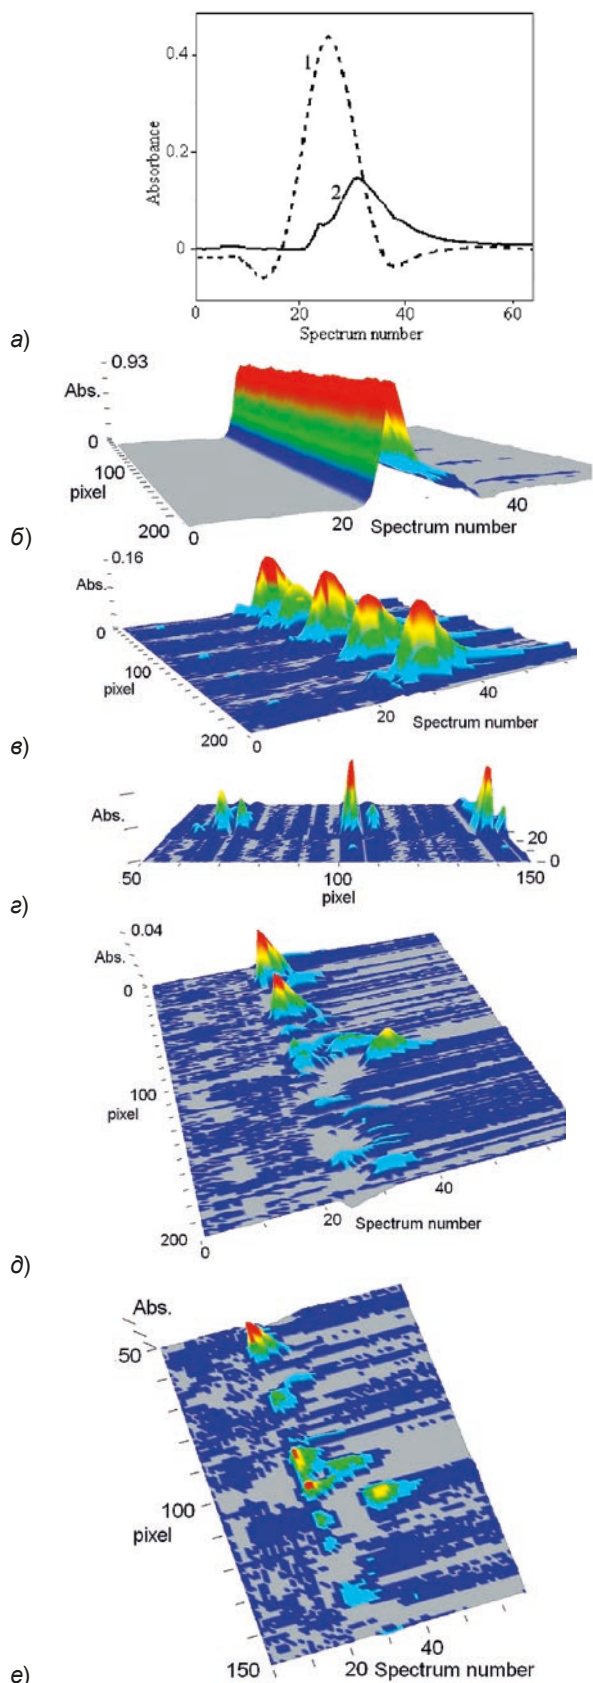 0.4
1
Absorbance
0.2
2
0
0 20 40 60
Spectrum number
а)
0.93
Abs.
0
100
pixel
200
0
20
40
Spectrum number
б)
0.16
Abs.
0
100
pixel
200
0
20
40
Spectrum number
в)
Abs.
20
0
50 100 150
pixel
г)
0.04
Abs.
0
100
pixel
200
0
20
40
Spectrum number
д)
Abs.
50
100
pixel
150
20
40
Spectrum number
е)